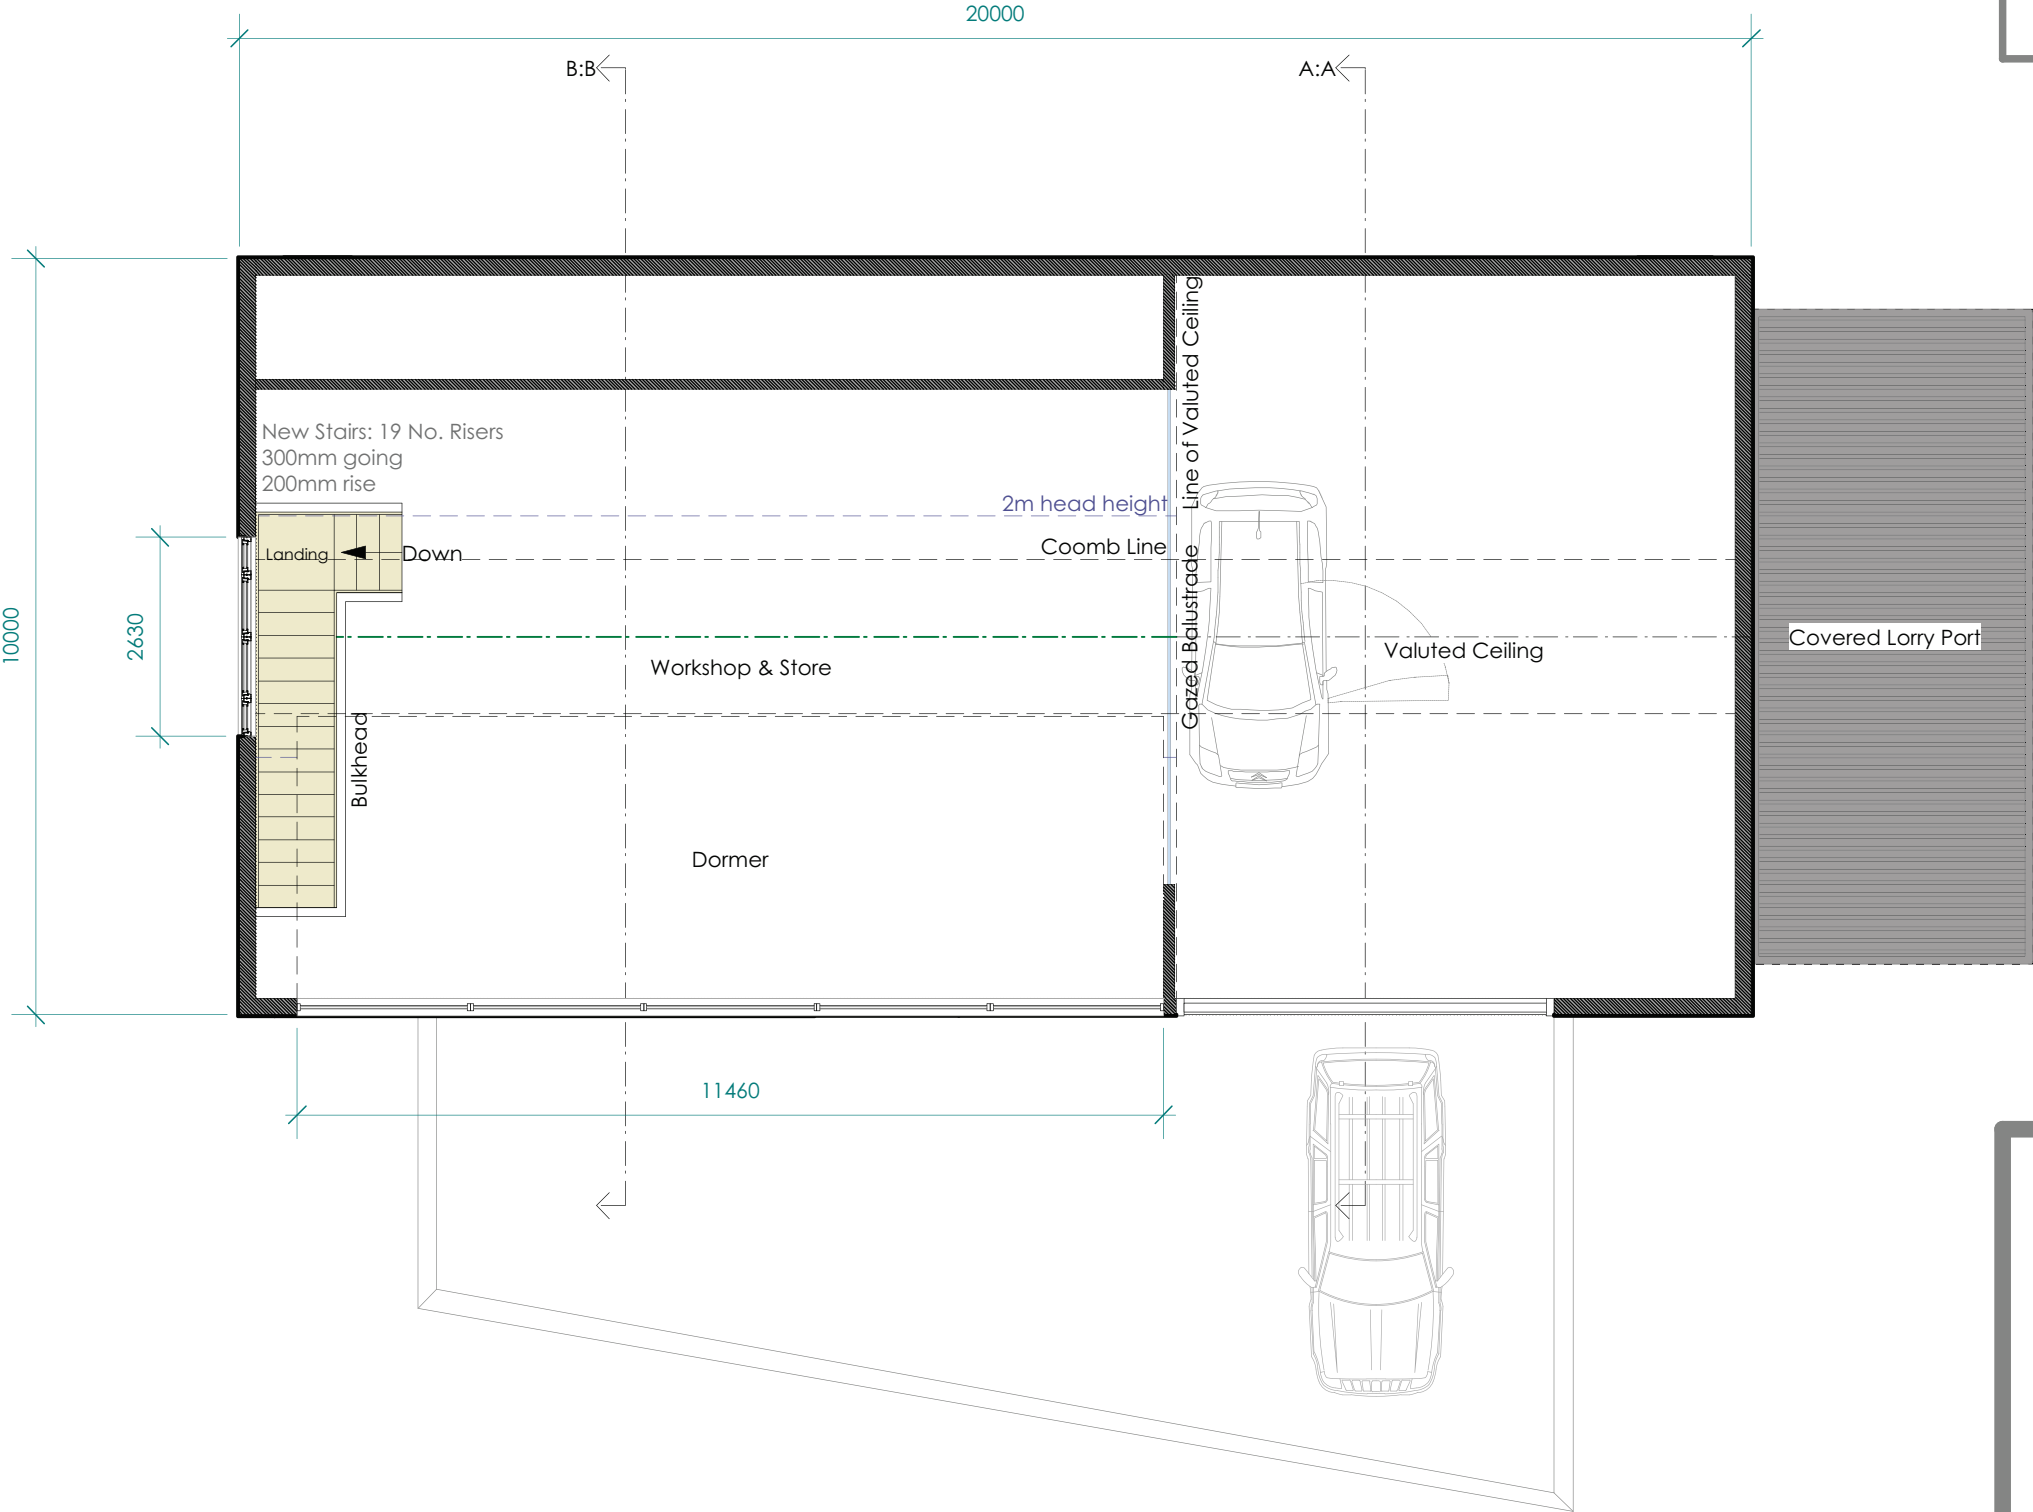 20000
B:B
A:A
Line of Valuted Ceiling
New Stairs: 19 No. Risers
300mm going
200mm rise
2m head height
Coomb Line
Landing
Down
10000
2630
Gazed Balustrade
Covered Lorry Port
Valuted Ceiling
Workshop & Store
Bulkhead
Dormer
11460